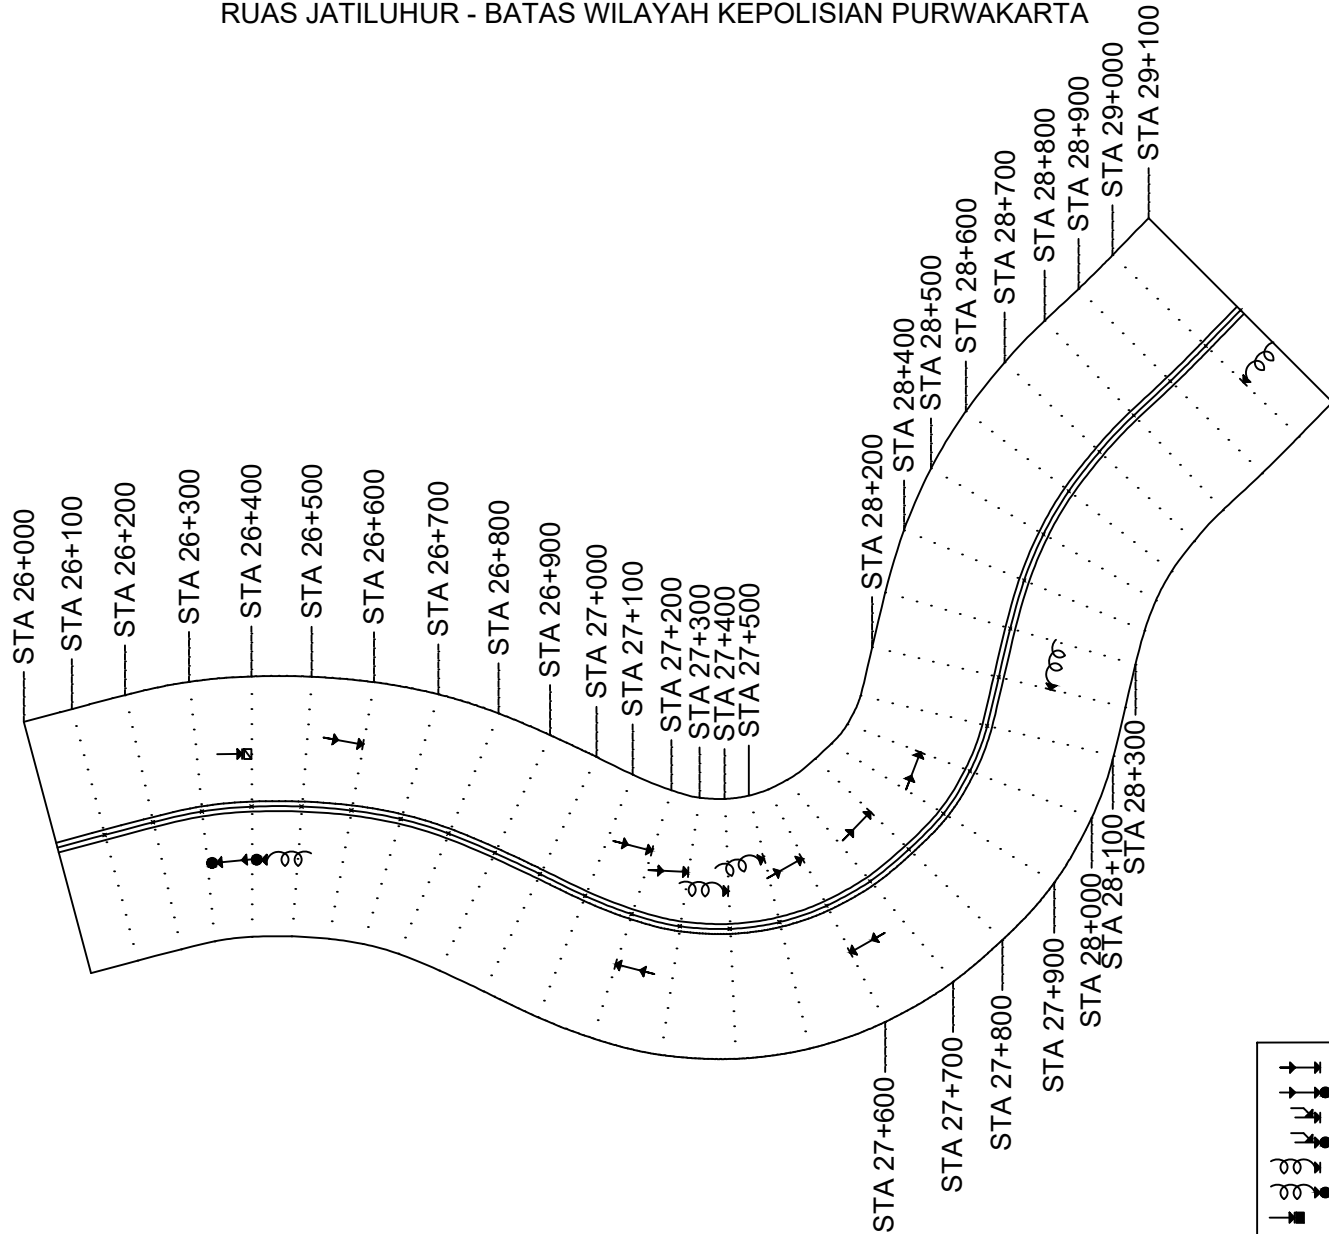 RUAS JATILUHUR - BATAS WILAYAH KEPOLISIAN PURWAKARTA
STA 26+000
STA 26+100
STA 26+200
STA 26+300
STA 26+400
STA 26+500
STA 26+600
STA 26+700
STA 26+800
STA 26+900
STA 27+000
STA 27+100
STA 27+200
STA 27+300
STA 27+400
STA 27+500
STA 27+600
STA 27+700
STA 27+800
STA 27+900
STA 28+000
STA 28+100
STA 28+200
STA 28+300
STA 28+400
STA 28+500
STA 28+600
STA 28+700
STA 28+800
STA 28+900
STA 29+000
STA 29+100